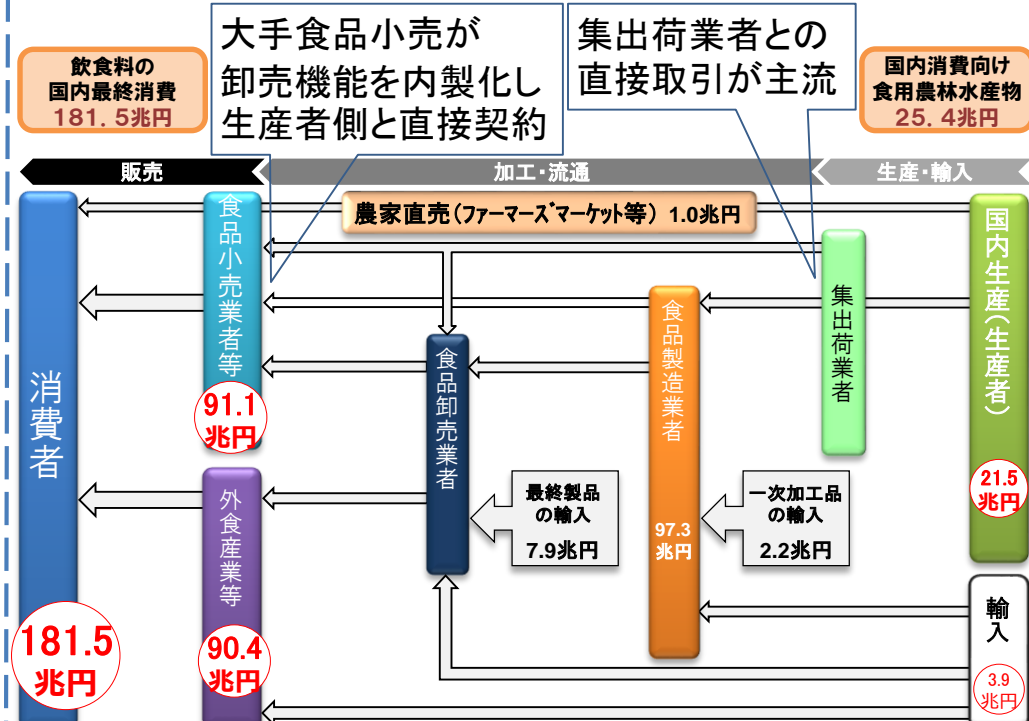 大手食品小売が
卸売機能を内製化し
生産者側と直接契約
集出荷業者との
直接取引が主流
飲食料の
国内最終消費
181.5兆円
国内消費向け
食用農林水産物
25.4兆円
販売
加工・流通
生産・輸入
農家直売(ファーマーズマーケット等) 1.0兆円
消費者
181.5
兆円
食品小売業者等
91.1
兆円
外食産業等
90.4
兆円
食品卸売業者
最終製品
の輸入
7.9兆円
食品製造業者
97.3
兆円
一次加工品
の輸入
2.2兆円
集出荷業者
国内生産(生産者)
21.5
兆円
輸入
3.9
兆円